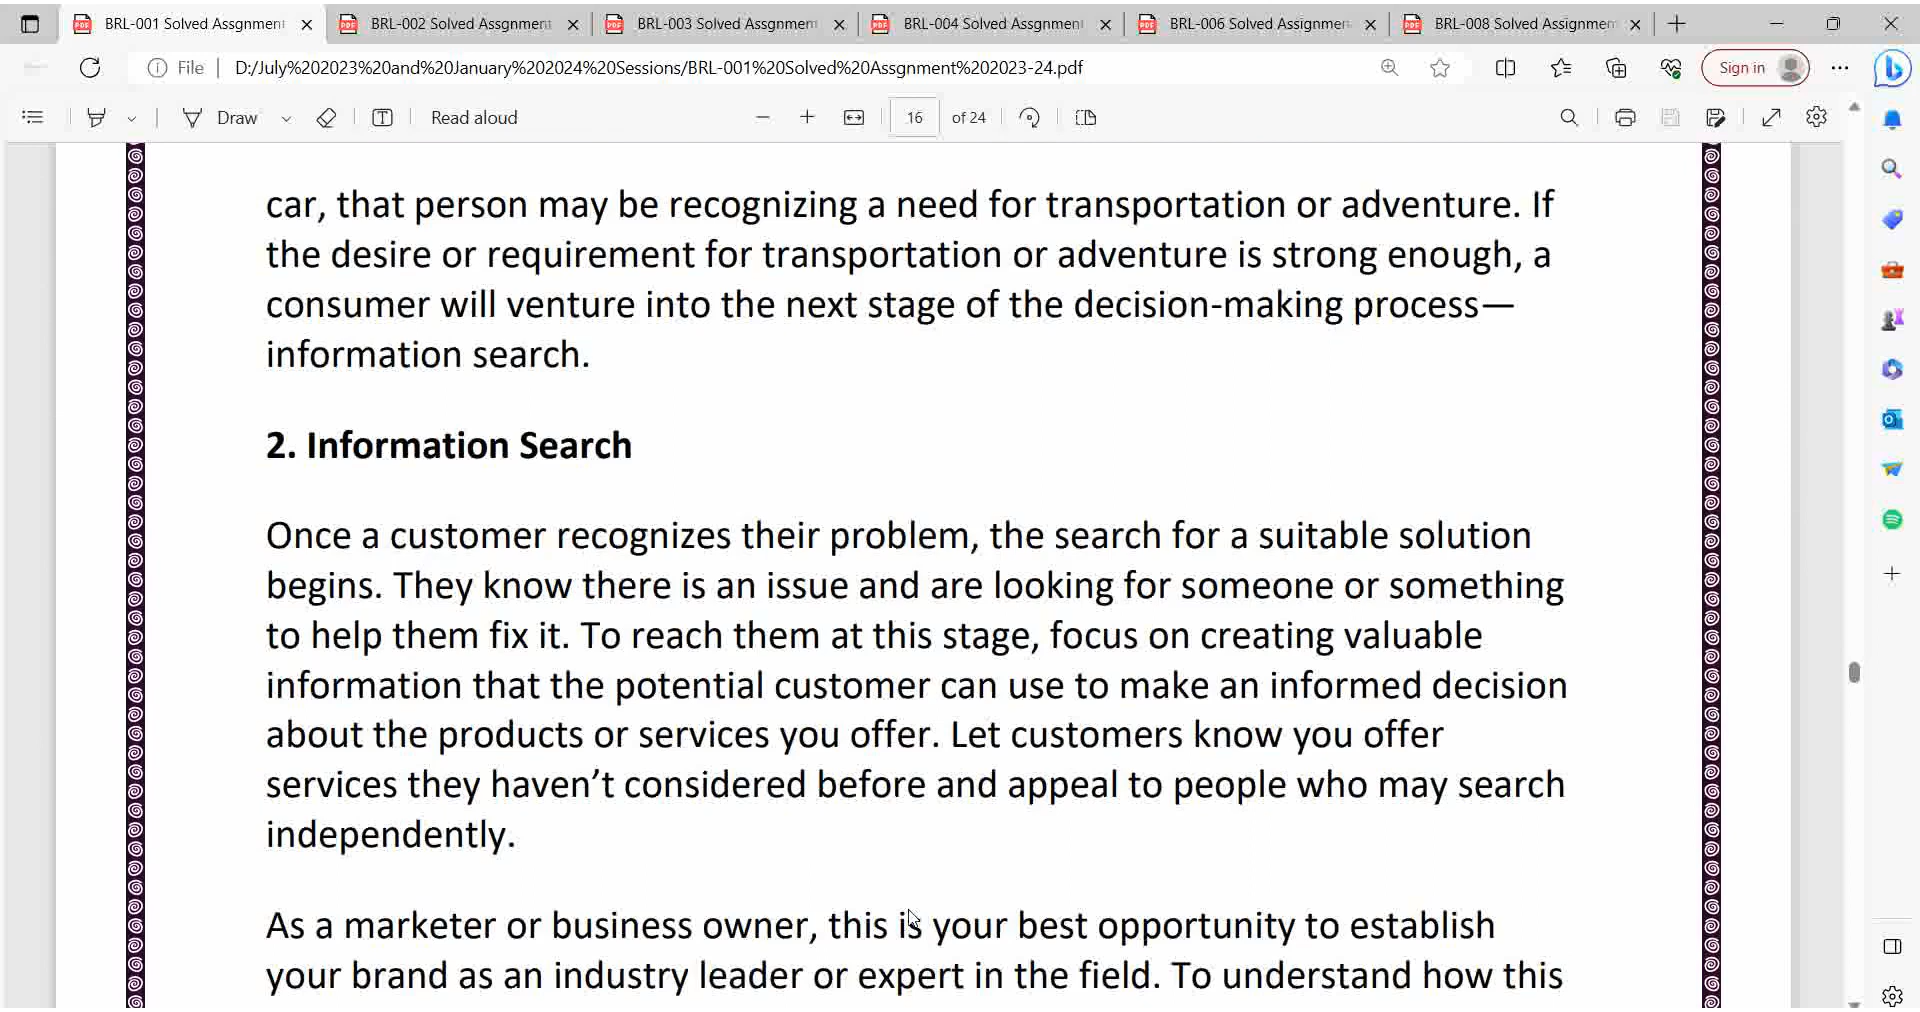 BRL-001 Solved Assgnment
BRL-002 Solved Assgnment
BRL-003 Solved Assgnment
BRL-004 Solved Assgnment
BRL-006 Solved Assignmen
BRL-008 Solved Assignmen
File
D:/July%202023%20and%20January%202024%20Sessions/BRL-001%20Solved%20Assgnment%202023-24.pdf
Sign in
Draw
Read aloud
16 of 24
car, that person may be recognizing a need for transportation or adventure. If
the desire or requirement for transportation or adventure is strong enough, a
consumer will venture into the next stage of the decision-making process—
information search.
2. Information Search
Once a customer recognizes their problem, the search for a suitable solution
begins. They know there is an issue and are looking for someone or something
to help them fix it. To reach them at this stage, focus on creating valuable
information that the potential customer can use to make an informed decision
about the products or services you offer. Let customers know you offer
services they haven’t considered before and appeal to people who may search
independently.
As a marketer or business owner, this is your best opportunity to establish
your brand as an industry leader or expert in the field. To understand how this